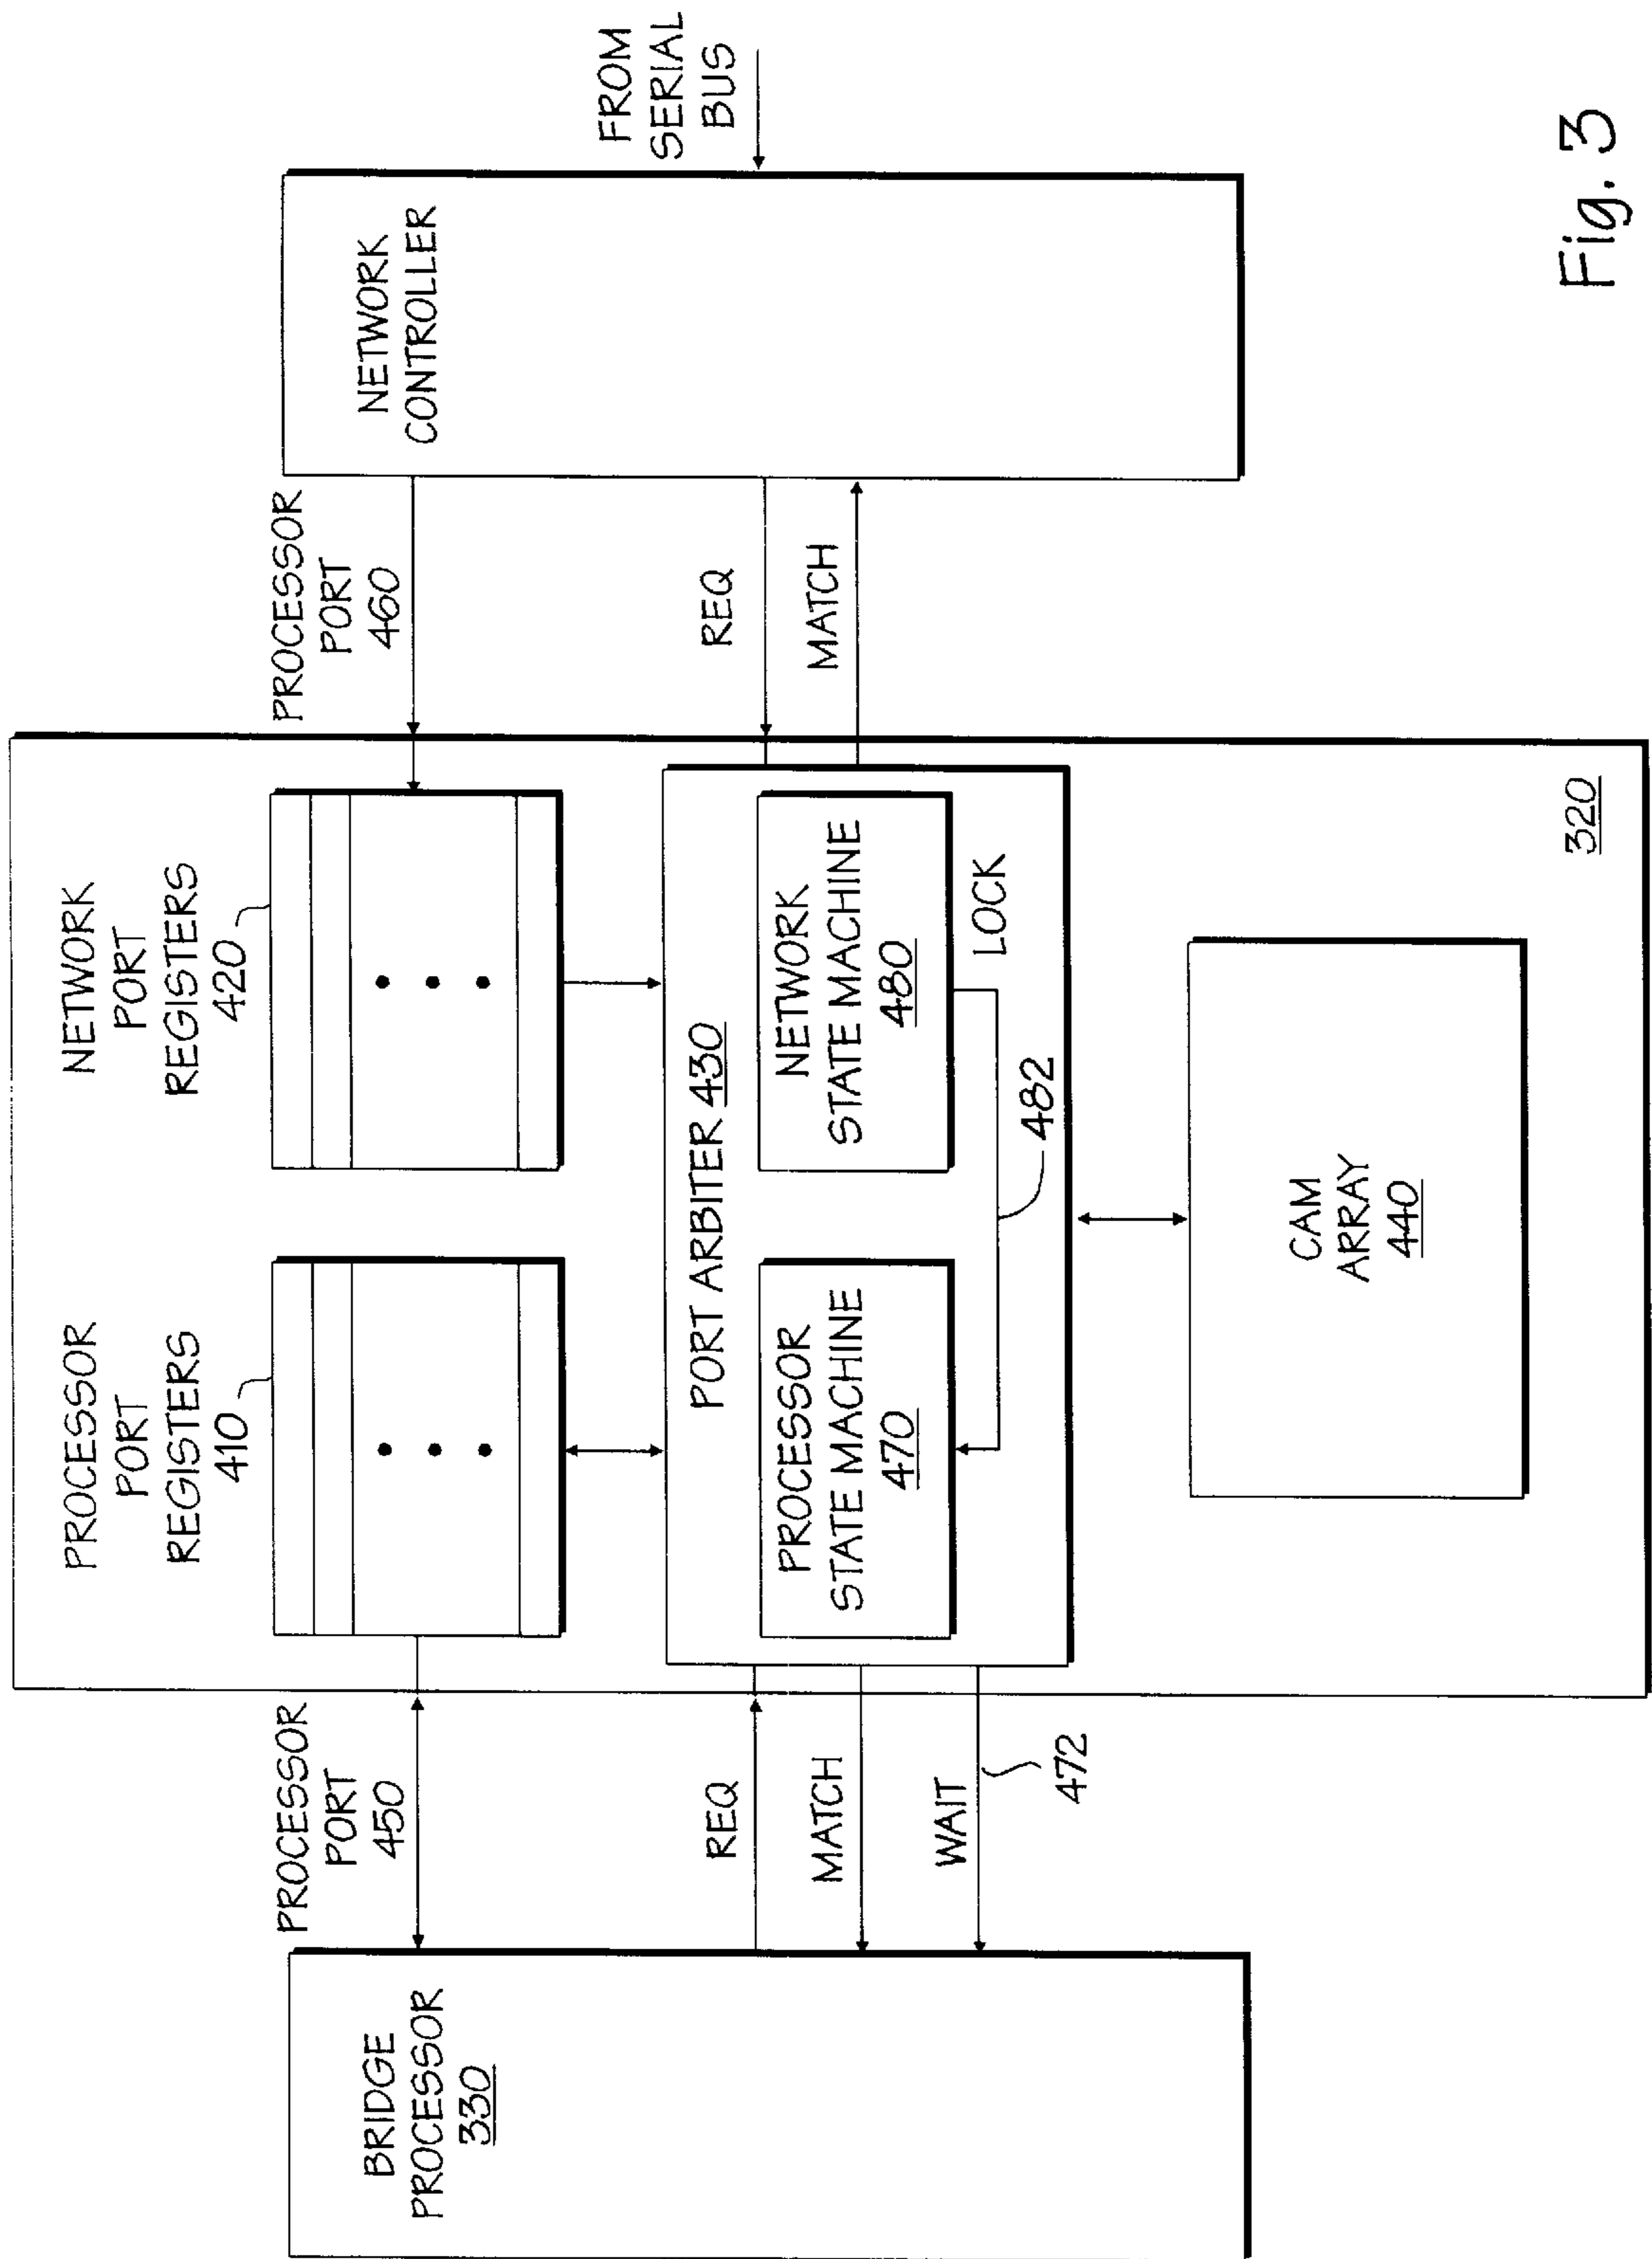 PROCESSOR
PORT
REGISTERS
410
NETWORK
PORT
REGISTERS
420
BRIDGE
PROCESSOR
330
PROCESSOR
PORT
450
REQ
MATCH
WAIT
472
PORT ARBITER 430
PROCESSOR
STATE MACHINE
470
NETWORK
STATE MACHINE
480
LOCK
482
CAM
ARRAY
440
320
PROCESSOR
PORT
460
REQ
MATCH
NETWORK
CONTROLLER
FROM
SERIAL
BUS
Fig. 3